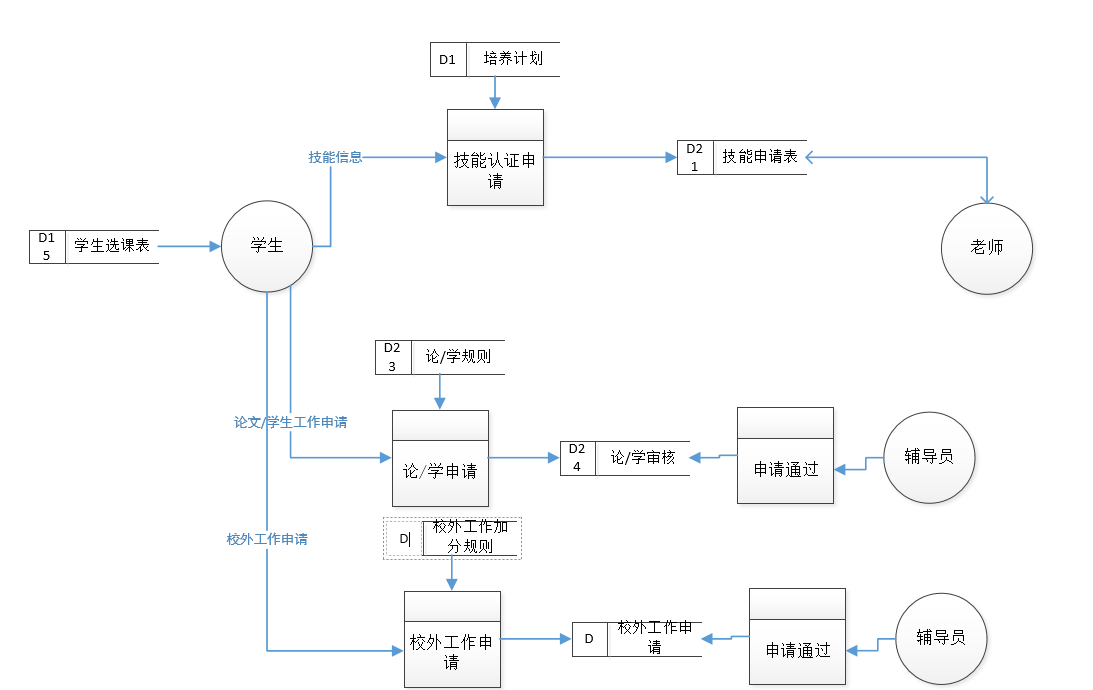 D1
培养计划
技能信息
技能认证申
请
D2
1
技能申请表
D1
5
学生选课表
学生
老师
D2
3
论/学规则
论文/学生工作申请
论/学申请
D2
4
论/学审核
申请通过
辅导员
D
校外工作加
分规则
校外工作申请
校外工作申
请
D
校外工作申
请
申请通过
辅导员